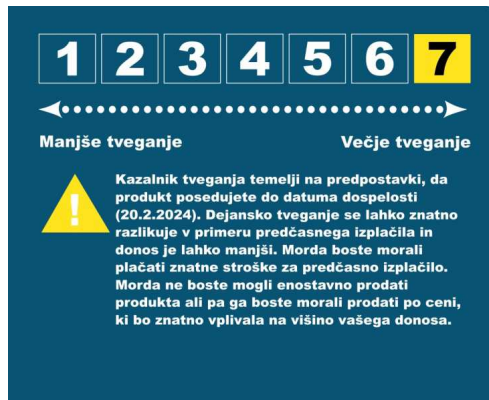 1 2 3 4 5 6 7
Manjše tveganje Večje tveganje
Kazalnik tveganja temelji na predpostavki, da
produkt posedujete do datuma dospelosti
(20.2.2024). Dejansko tveganje se lahko znatno
razlikuje v primeru predčasnega izplačila in
donos je lahko manjši. Morda boste morali
plačati znatne stroške za predčasno izplačilo.
Morda ne boste mogli enostavno prodati
produkta ali pa ga boste morali prodati po ceni,
ki bo znatno vplivala na višino vašega donosa.